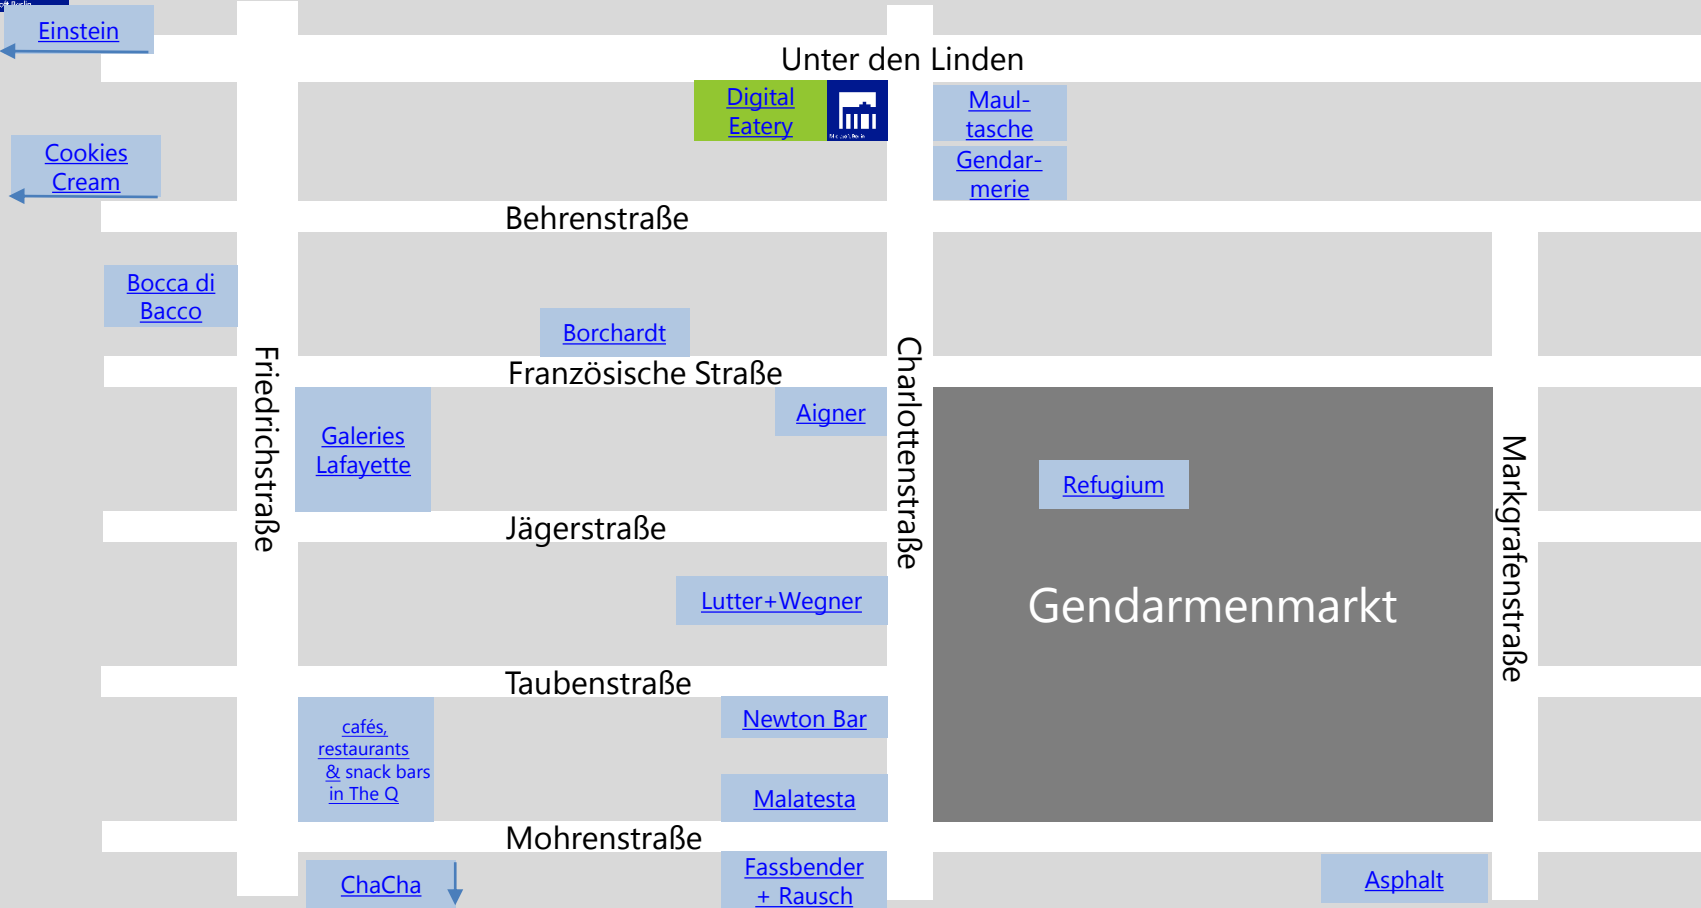 Einstein
Unter den Linden
Digital
Eatery
Maul-
tasche
Cookies
Cream
Gendar-
merie
Behrenstraße
Bocca di
Bacco
Borchardt
Französische Straße
Friedrichstraße
Charlottenstraße
Galeries
Lafayette
Aigner
Refugium
Markgrafenstraße
Jägerstraße
Lutter+Wegner
Gendarmenmarkt
Taubenstraße
cafés,
restaurants
& snack bars
in The Q
Newton Bar
Malatesta
Mohrenstraße
ChaCha
Fassbender
+ Rausch
Asphalt